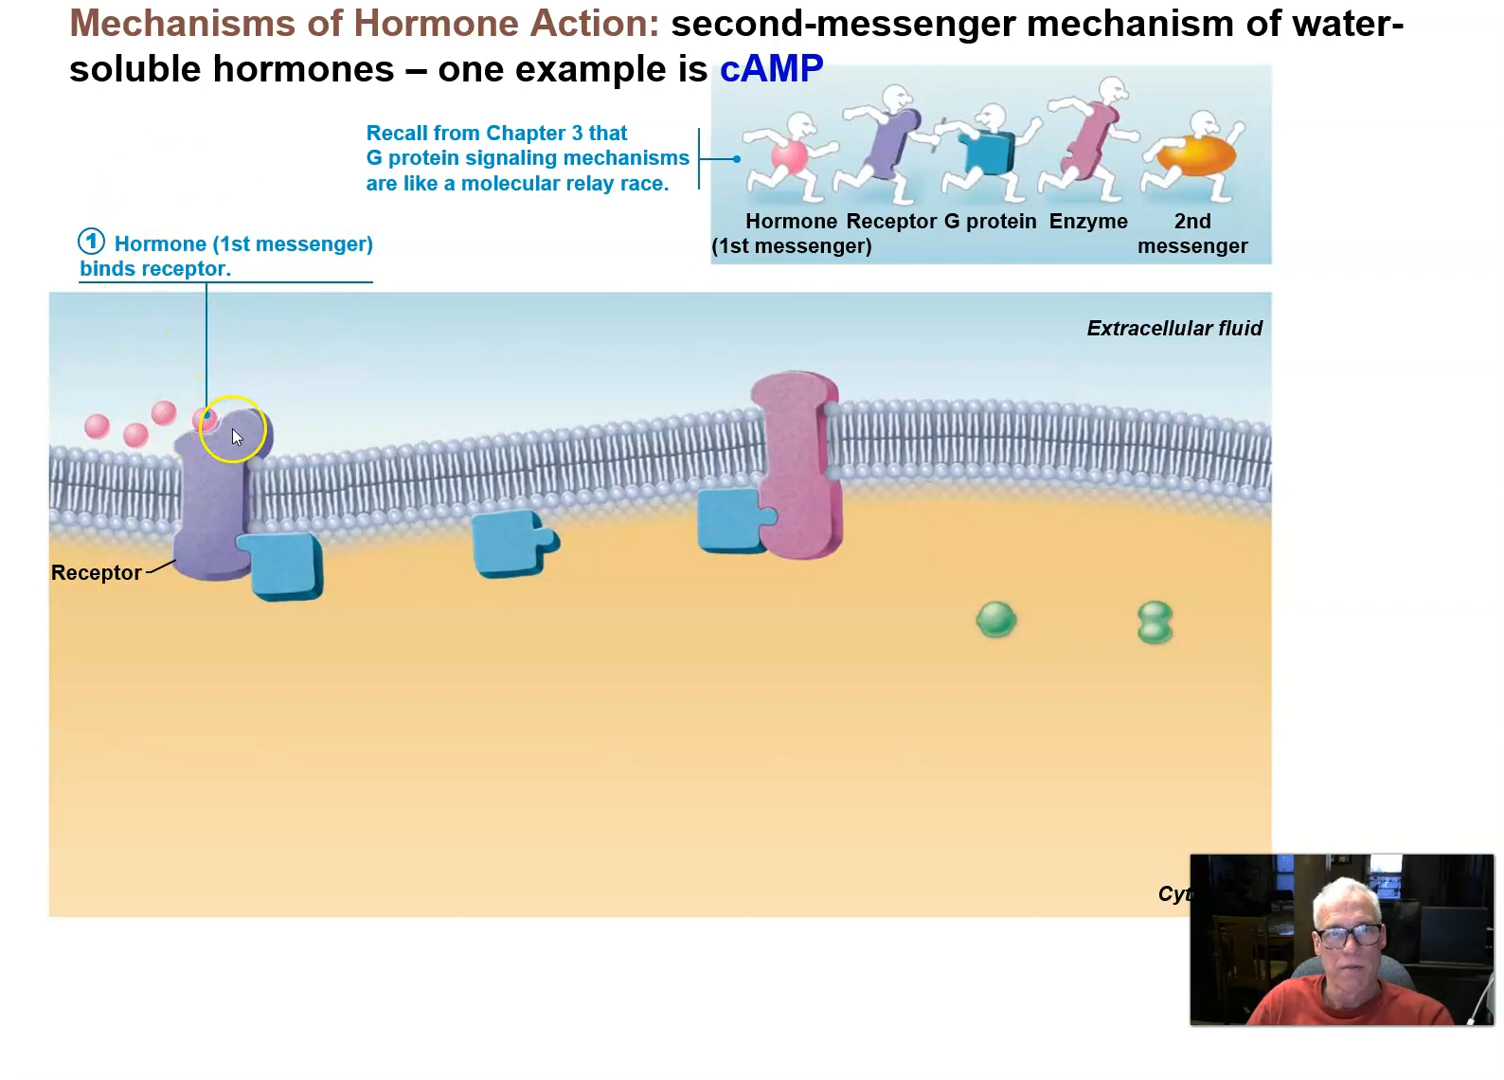 Mechanisms of Hormone Action: second-messenger mechanism of water-
soluble hormones – one example is cAMP
Recall from Chapter 3 that
G protein signaling mechanisms
are like a molecular relay race.
Hormone Receptor G protein Enzyme 2nd
(1st messenger) messenger
1 Hormone (1st messenger)
binds receptor.
Extracellular fluid
Receptor